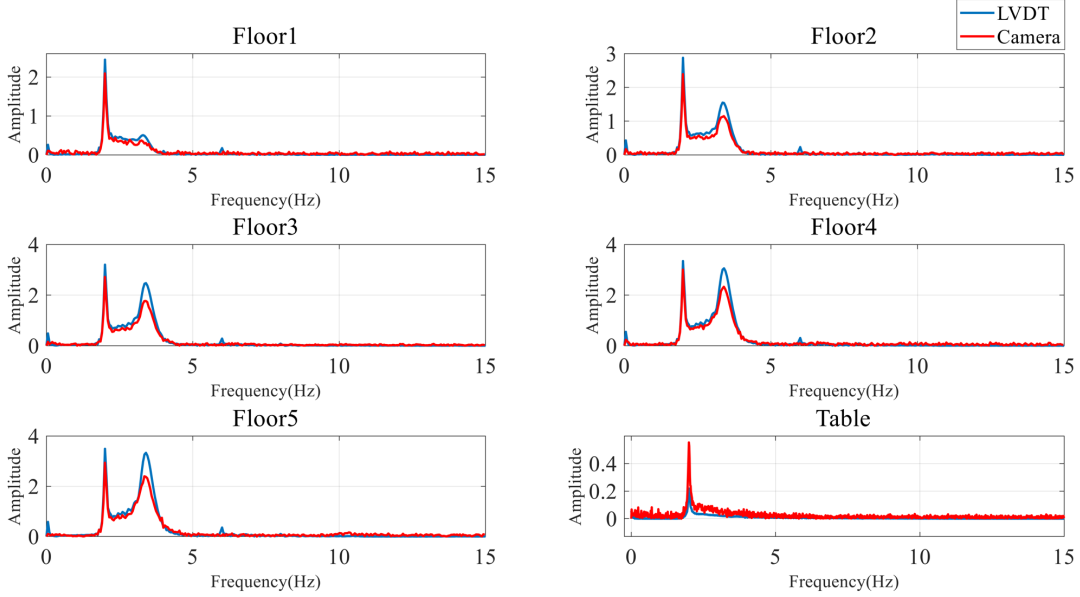 LVDT
Camera
Floor1
Amplitude
0 1 2
0 5 10 15
Frequency(Hz)
Floor2
Amplitude
0 1 2 3
0 5 10 15
Frequency(Hz)
Floor3
Amplitude
0 2 4
0 5 10 15
Frequency(Hz)
Floor4
Amplitude
0 2 4
0 5 10 15
Frequency(Hz)
Floor5
Amplitude
0 2 4
0 5 10 15
Frequency(Hz)
Table
Amplitude
0 0.2 0.4
0 5 10 15
Frequency(Hz)